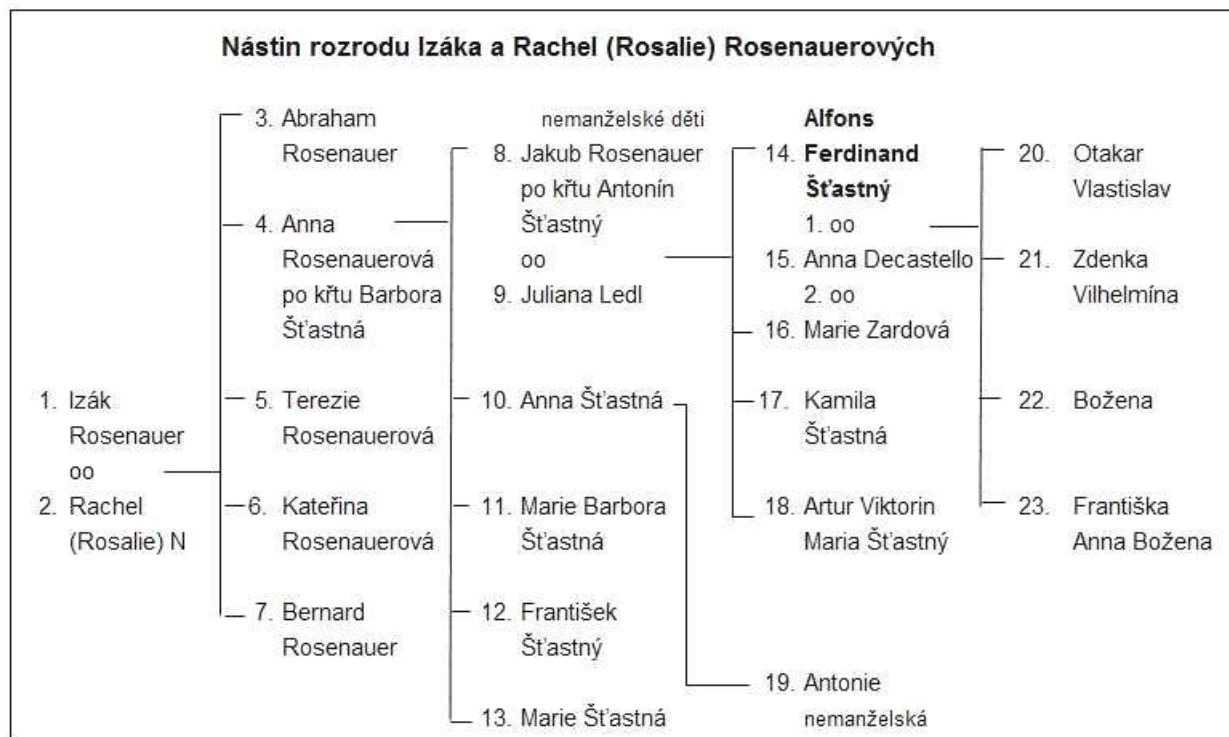 Nástin rozrodu Izáka a Rachel (Rosalie) Rosenauerových
1. Izák
Rosenauer
oo
2. Rachel
(Rosalie) N
3. Abraham
Rosenauer
4. Anna
Rosenauerová
po křtu Barbora
Šťastná
5. Terezie
Rosenauerová
6. Kateřina
Rosenauerová
7. Bernard
Rosenauer
nemanželské děti
8. Jakub Rosenauer
po křtu Antonín
Šťastný
oo
9. Juliana Ledl
10. Anna Šťastná
11. Marie Barbora
Šťastná
12. František
Šťastný
13. Marie Šťastná
Alfons
14. Ferdinand
Šťastný
1. oo
15. Anna Decastello
2. oo
16. Marie Zardová
17. Kamila
Šťastná
18. Artur Viktorin
Maria Šťastný
19. Antonie
nemanželská
20. Otakar
Vlastislav
21. Zdenka
Vilhelmína
22. Božena
23. Františka
Anna Božena